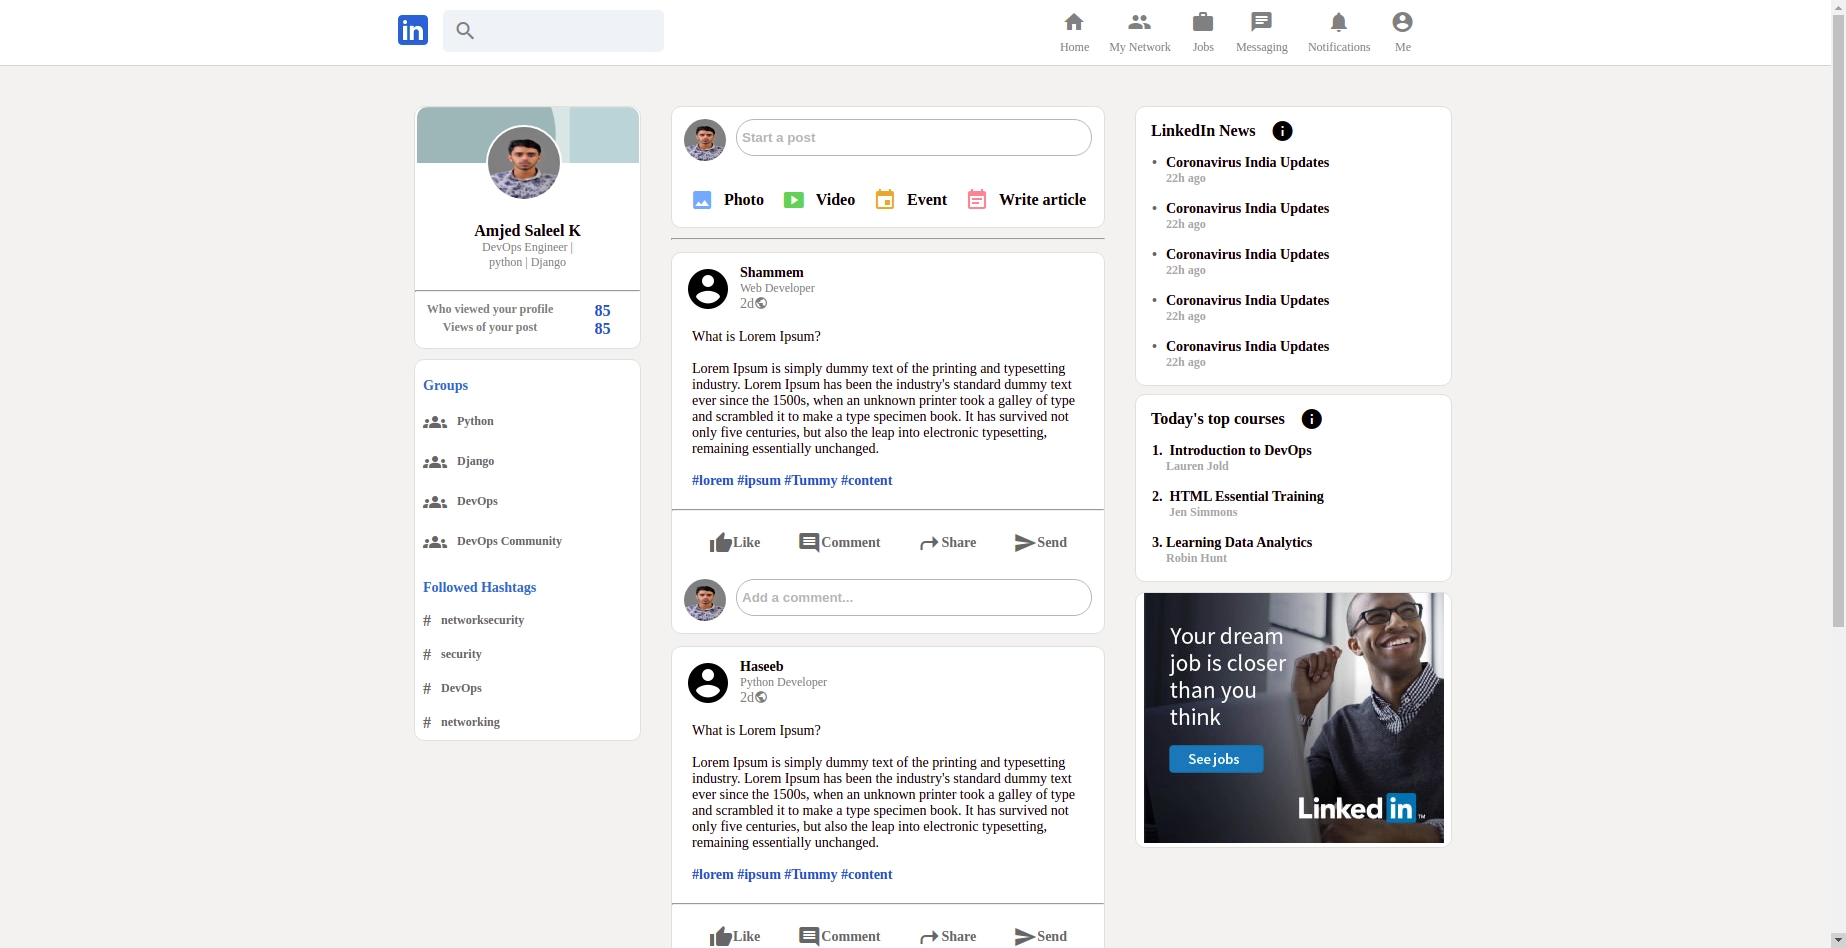 in
Home My Network Jobs Messaging Notifications Me
Amjed Saleel K
DevOps Engineer |
python | Django
Who viewed your profile 85
Views of your post 85
Groups
Python
Django
DevOps
DevOps Community
Followed Hashtags
# networksecurity
# security
# DevOps
# networking
Start a post
Photo Video Event Write article
Shammem
Web Developer
2d
What is Lorem Ipsum?
Lorem Ipsum is simply dummy text of the printing and typesetting
industry. Lorem Ipsum has been the industry's standard dummy text
ever since the 1500s, when an unknown printer took a galley of type
and scrambled it to make a type specimen book. It has survived not
only five centuries, but also the leap into electronic typesetting,
remaining essentially unchanged.
#lorem #ipsum #Tummy #content
Like Comment Share Send
Add a comment...
Haseeb
Python Developer
2d
What is Lorem Ipsum?
Lorem Ipsum is simply dummy text of the printing and typesetting
industry. Lorem Ipsum has been the industry's standard dummy text
ever since the 1500s, when an unknown printer took a galley of type
and scrambled it to make a type specimen book. It has survived not
only five centuries, but also the leap into electronic typesetting,
remaining essentially unchanged.
#lorem #ipsum #Tummy #content
Like Comment Share Send
LinkedIn News
• Coronavirus India Updates
22h ago
• Coronavirus India Updates
22h ago
• Coronavirus India Updates
22h ago
• Coronavirus India Updates
22h ago
• Coronavirus India Updates
22h ago
Today's top courses
1. Introduction to DevOps
Lauren Jold
2. HTML Essential Training
Jen Simmons
3. Learning Data Analytics
Robin Hunt
Your dream
job is closer
than you
think
See jobs
Linked in ™